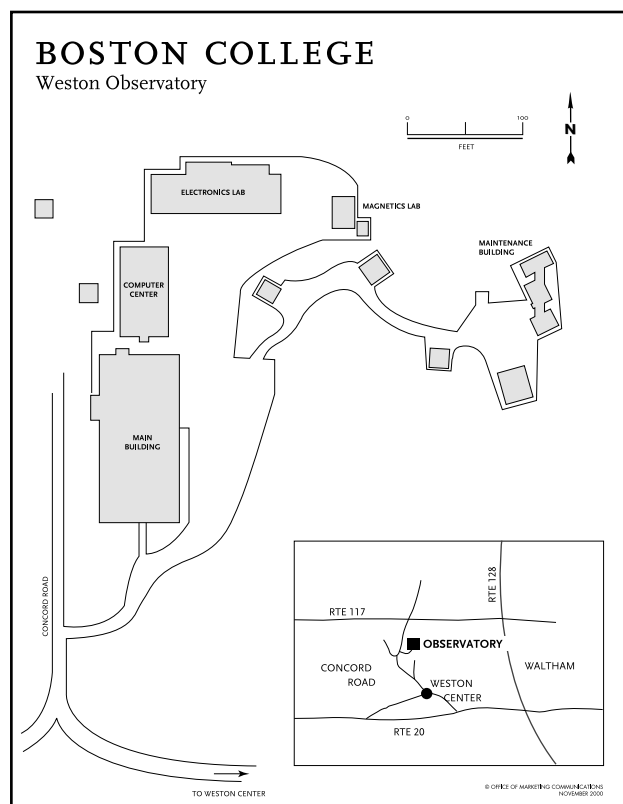 BOSTON COLLEGE
Weston Observatory
0 100
FEET
N
ELECTRONICS LAB
MAGNETICS LAB
MAINTENANCE
BUILDING
COMPUTER
CENTER
MAIN
BUILDING
CONCORD ROAD
TO WESTON CENTER
RTE 128
RTE 117
OBSERVATORY
CONCORD
ROAD
WALTHAM
WESTON
CENTER
RTE 20
© OFFICE OF MARKETING COMMUNICATIONS
NOVEMBER 2000